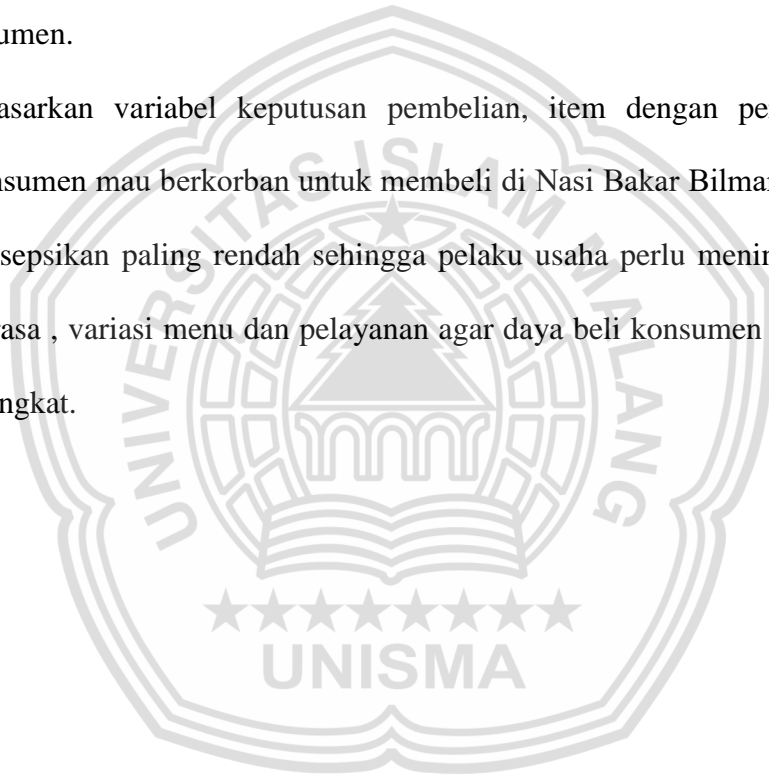 umen.
asarkan variabel keputusan pembelian, item dengan pe
nsumen mau berkorban untuk membeli di Nasi Bakar Bilma
sepsikan paling rendah sehingga pelaku usaha perlu menin
asa , variasi menu dan pelayanan agar daya beli konsumen
ngkat.
UNIVERSITAS ISLAM MALANG
UNISMA